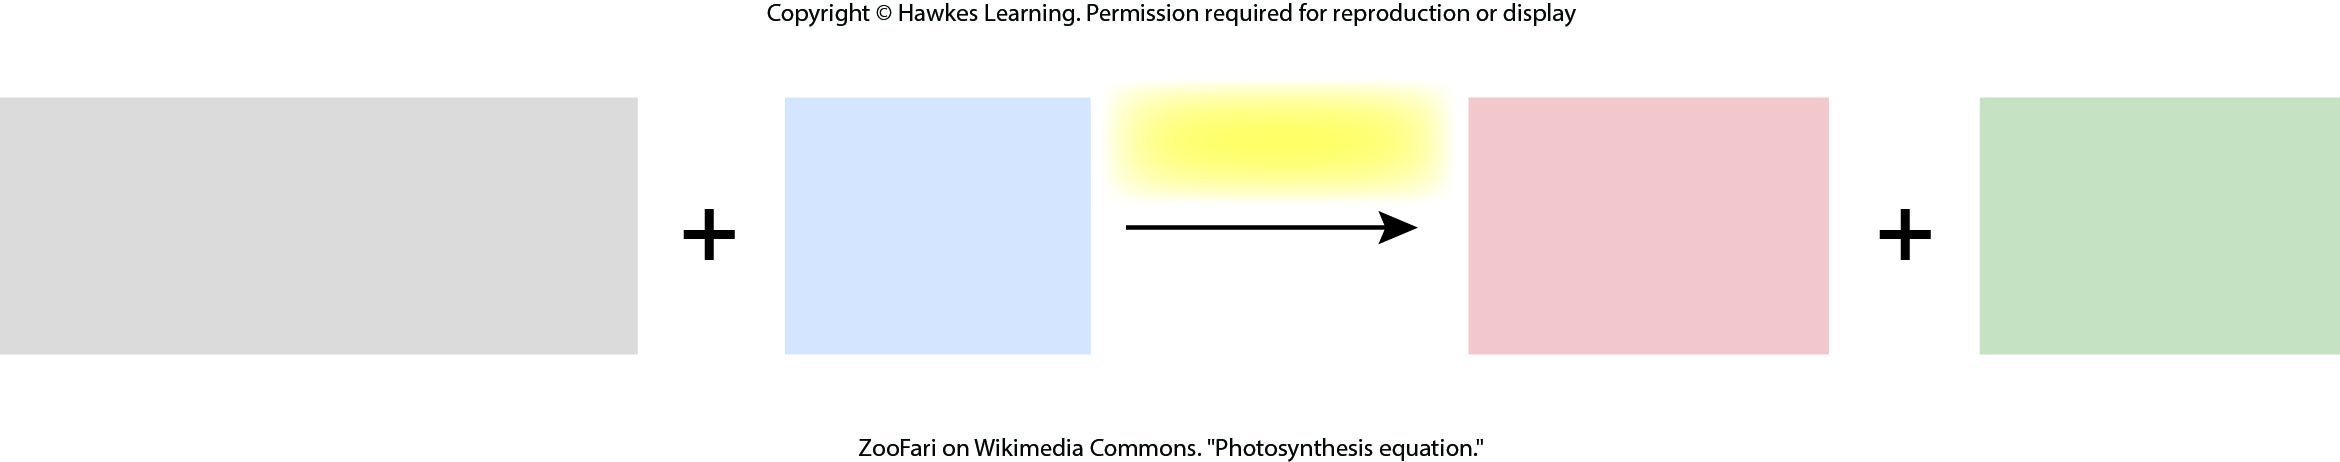 Copyright © Hawkes Learning. Permission required for reproduction or display
+
+
ZooFari on Wikimedia Commons. "Photosynthesis equation."